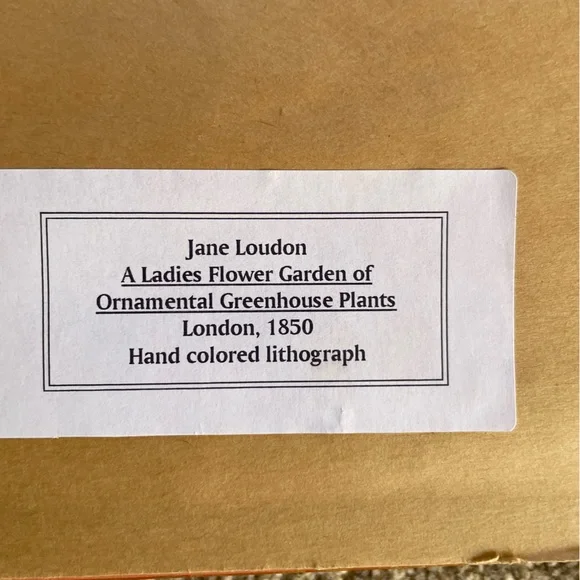 Jane Loudon
A Ladies Flower Garden of
Ornamental Greenhouse Plants
London, 1850
Hand colored lithograph